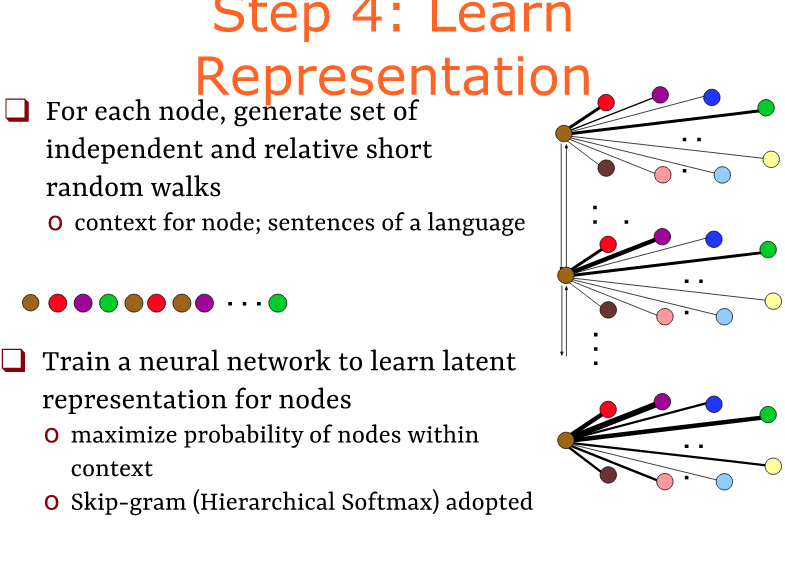 Step 4: Learn
Representation
❑ For each node, generate set of
independent and relative short
random walks
o context for node; sentences of a language
❑ Train a neural network to learn latent
representation for nodes
o maximize probability of nodes within
context
o Skip-gram (Hierarchical Softmax) adopted